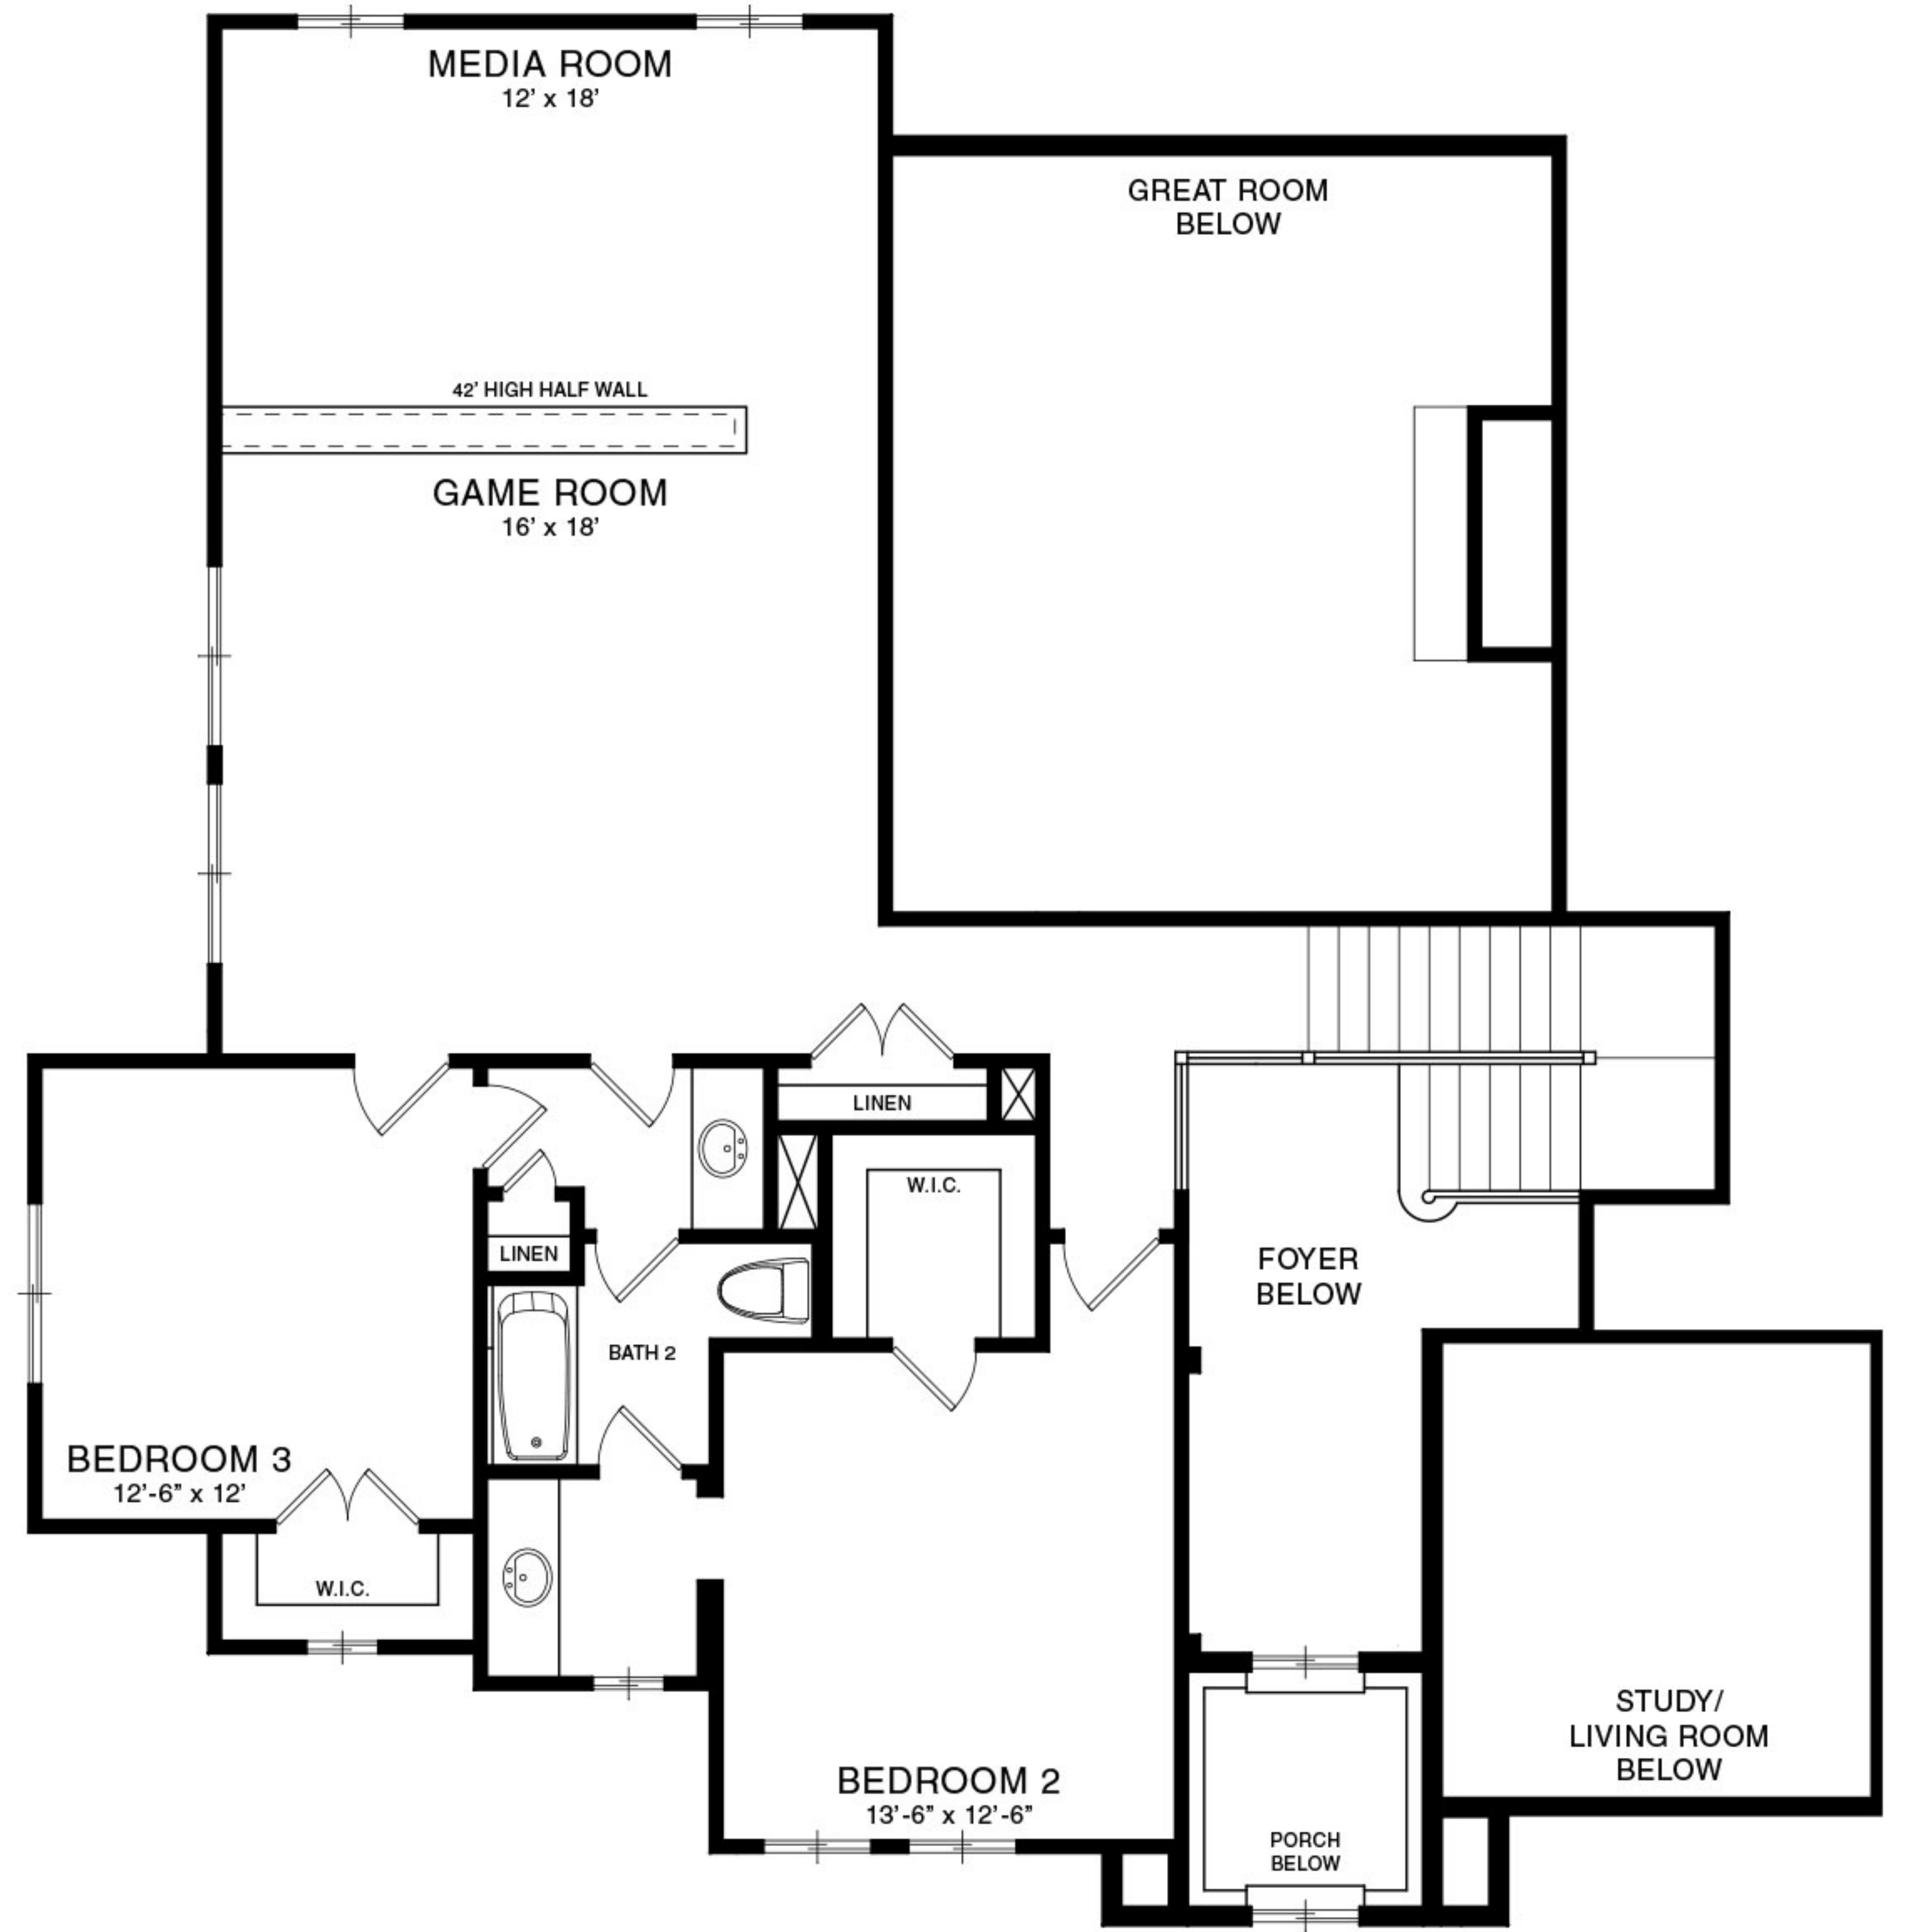 MEDIA ROOM
12’ x 18’
GREAT ROOM
BELOW
42’ HIGH HALF WALL
GAME ROOM
16’ x 18’
LINEN
W.I.C.
LINEN
FOYER
BELOW
BATH 2
BEDROOM 3
12’-6” x 12’
W.I.C.
STUDY/
LIVING ROOM
BELOW
BEDROOM 2
13’-6” x 12’-6”
PORCH
BELOW